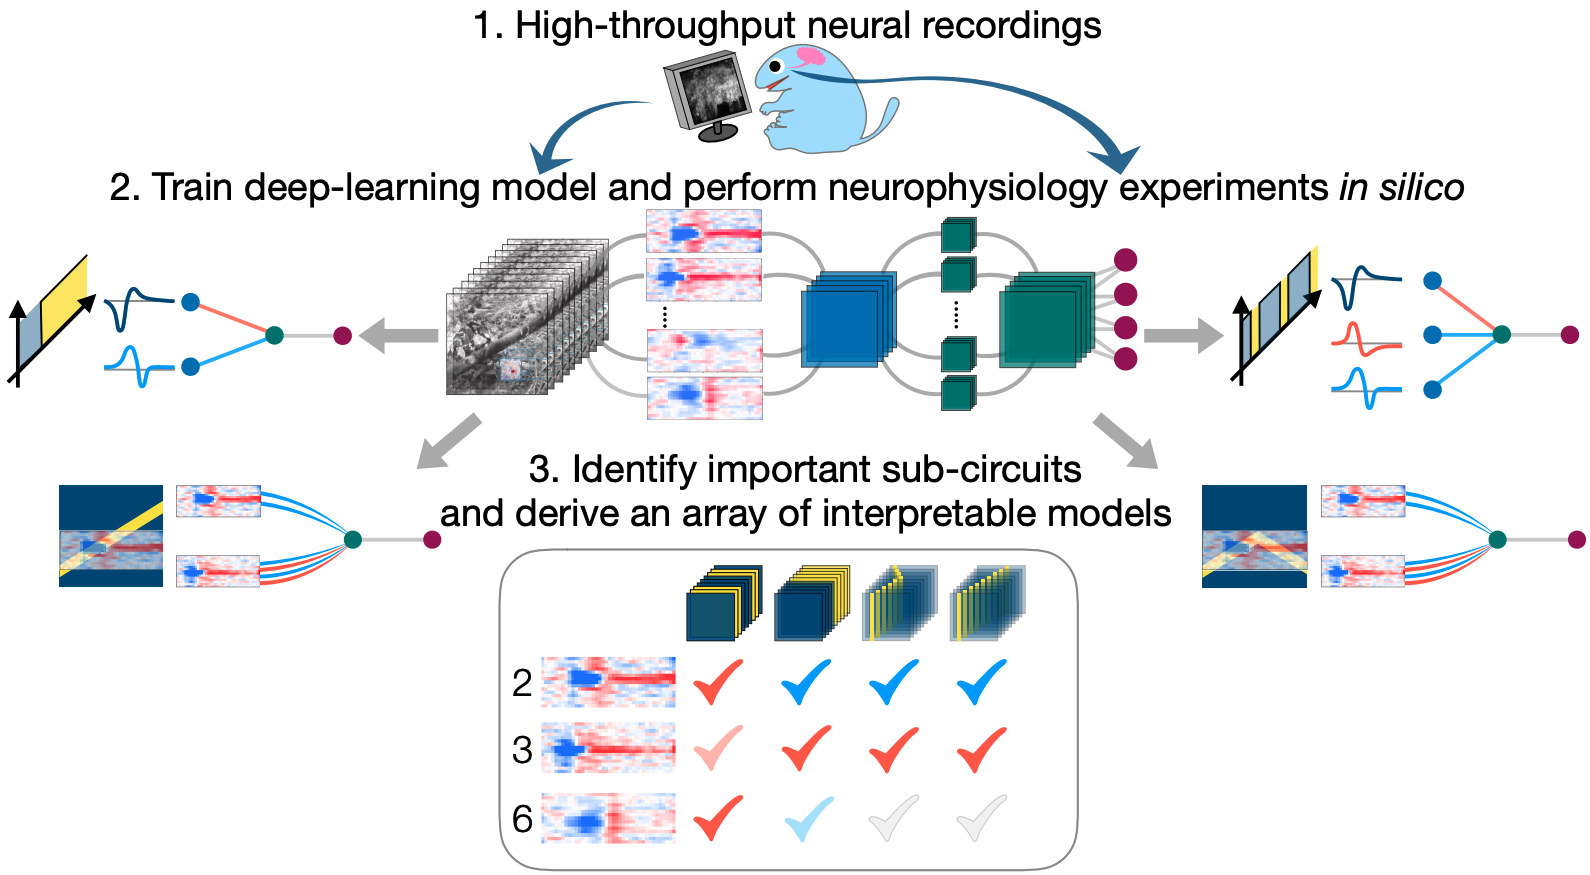 1. High-throughput neural recordings
2. Train deep-learning model and perform neurophysiology experiments in silico
3. Identify important sub-circuits
and derive an array of interpretable models
2
3
6